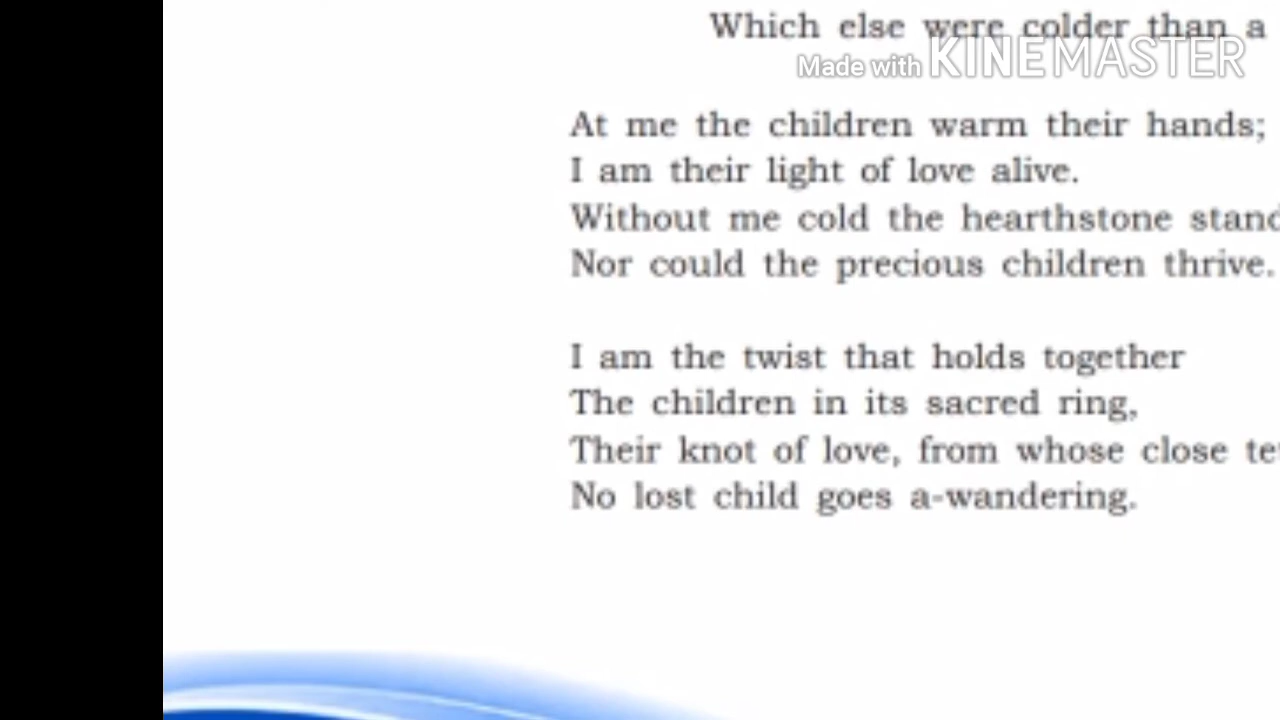 Which else were colder than a
Made with KINEMASTER
At me the children warm their hands;
I am their light of love alive.
Without me cold the hearthstone stand
Nor could the precious children thrive.
I am the twist that holds together
The children in its sacred ring,
Their knot of love, from whose close
No lost child goes a-wandering.